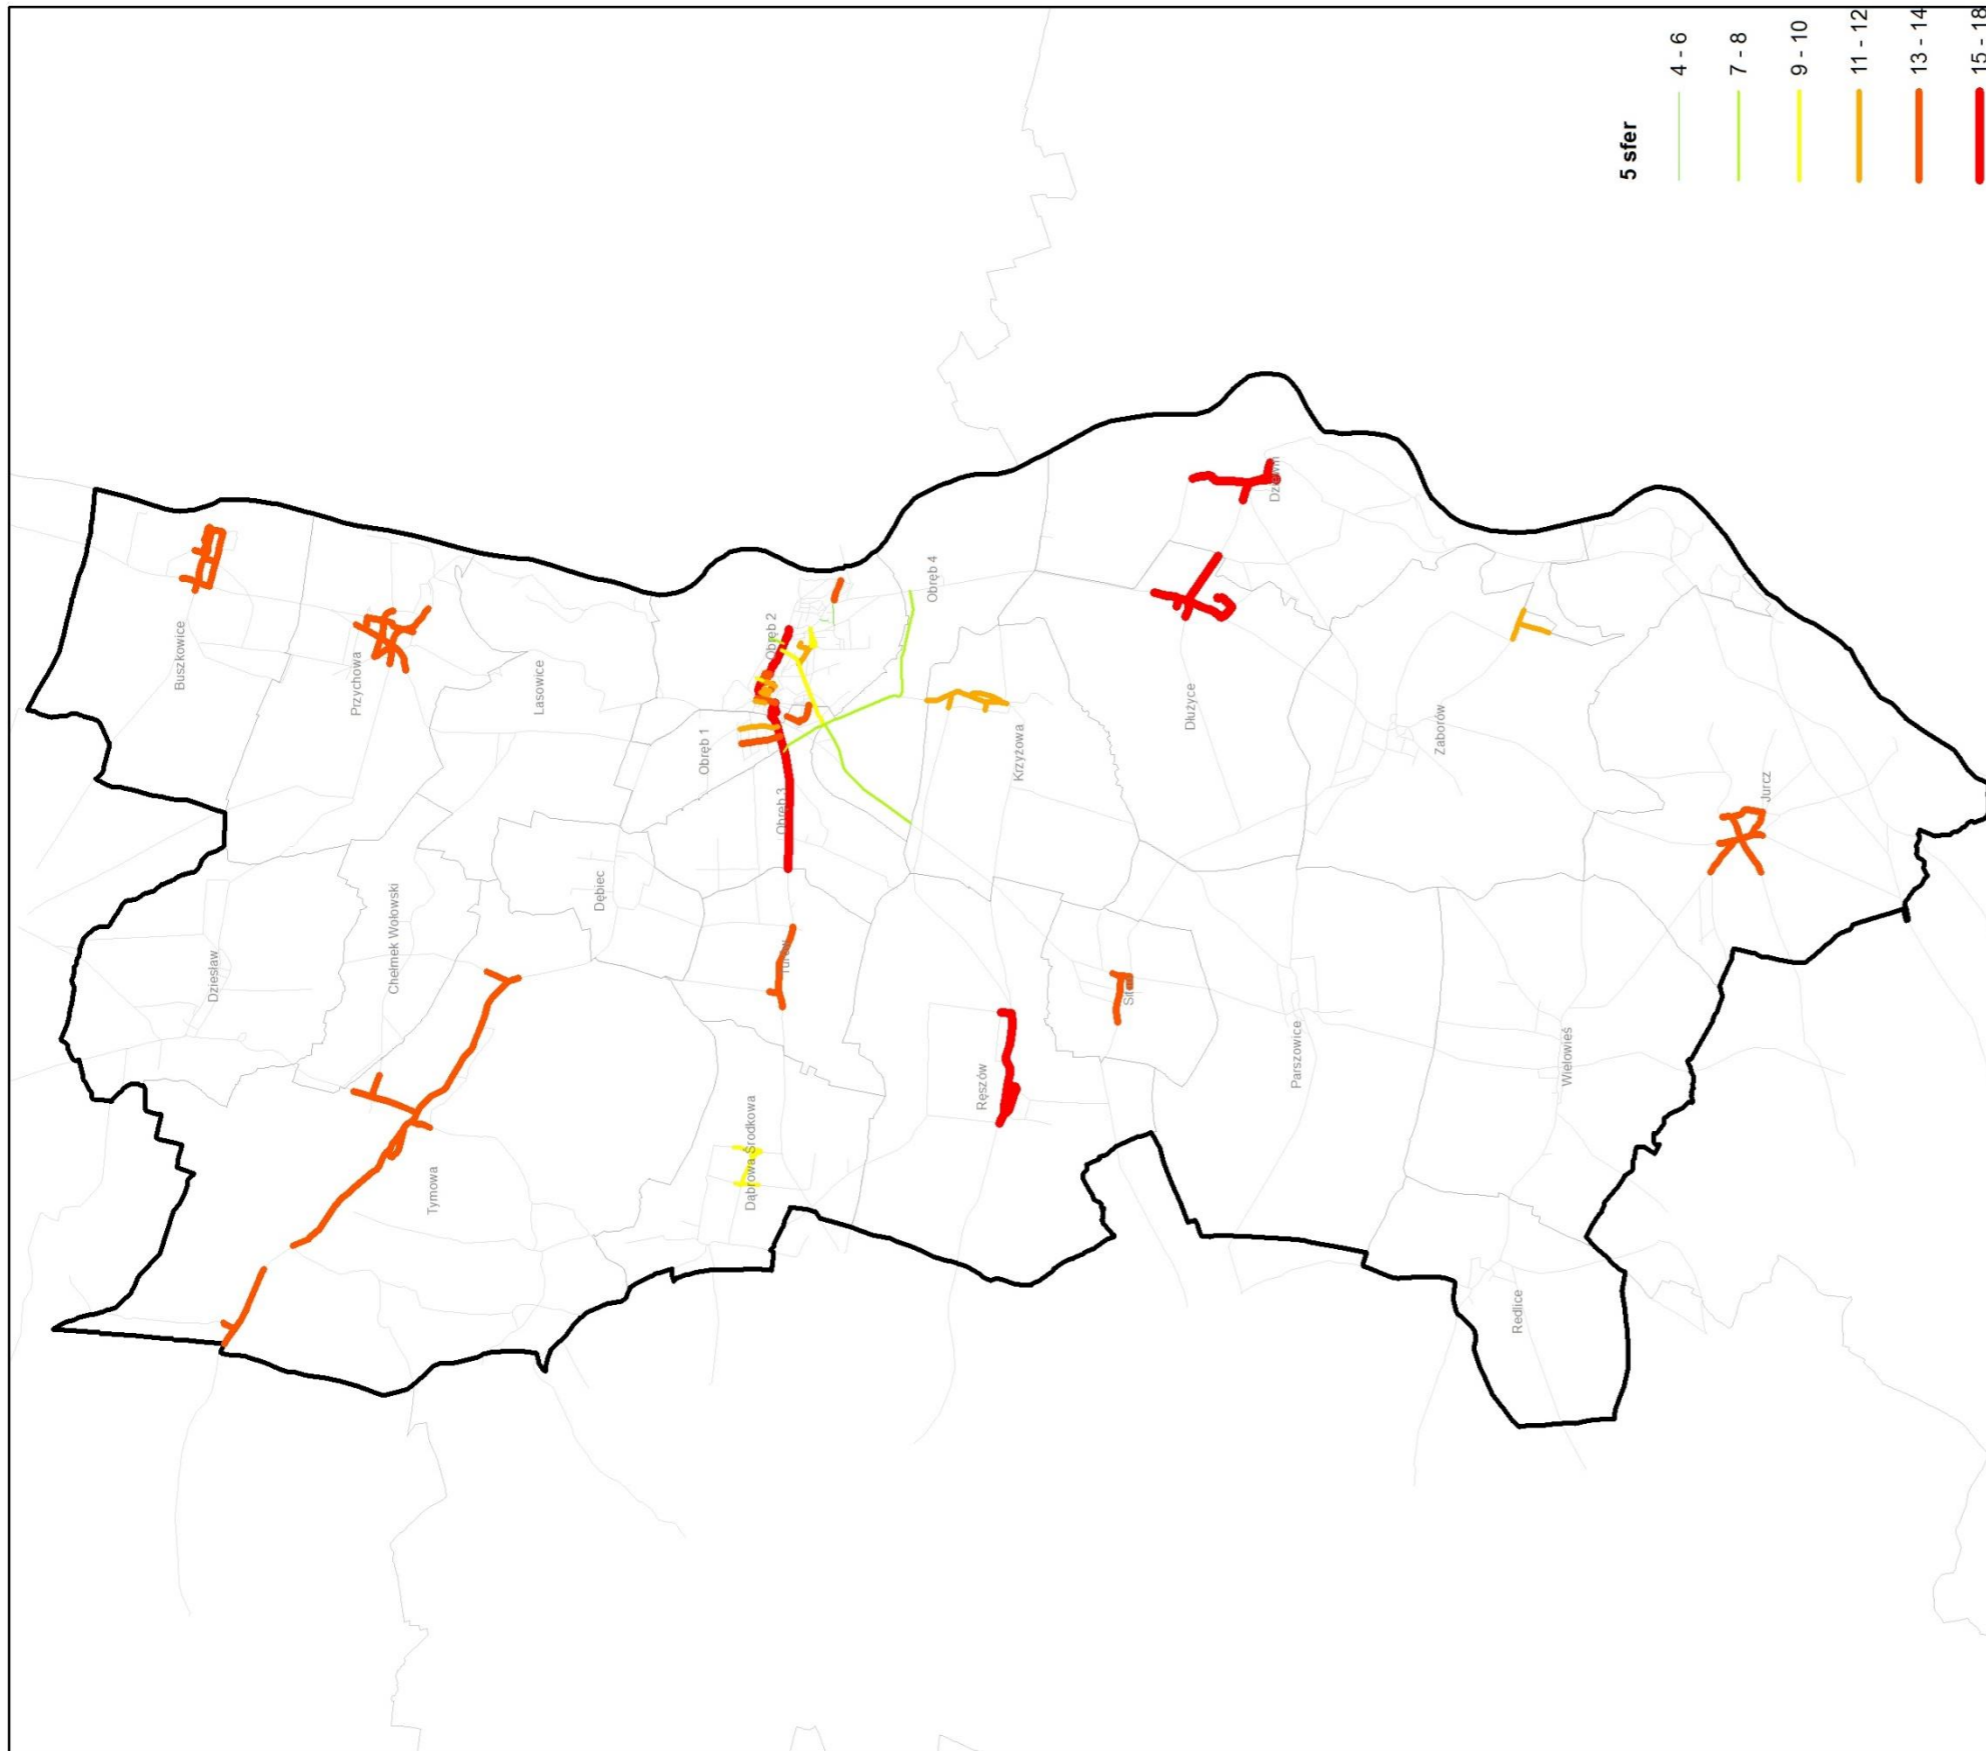 5 sfer
4 - 6
7 - 8
9 - 10
11 - 12
13 - 14
15 - 18
Buszkowice
Przychowa
Lasowice
Dziesław
Chełmek Wołowski
Dębiec
Tymowa
Obręb 1
Obręb 2
Obręb 3
Obręb 4
Dąbrowa Środkowa
Krzyżowa
Ręszów
Dłużyce
Parszowice
Zaborów
Jurcz
Wielowieś
Redlice